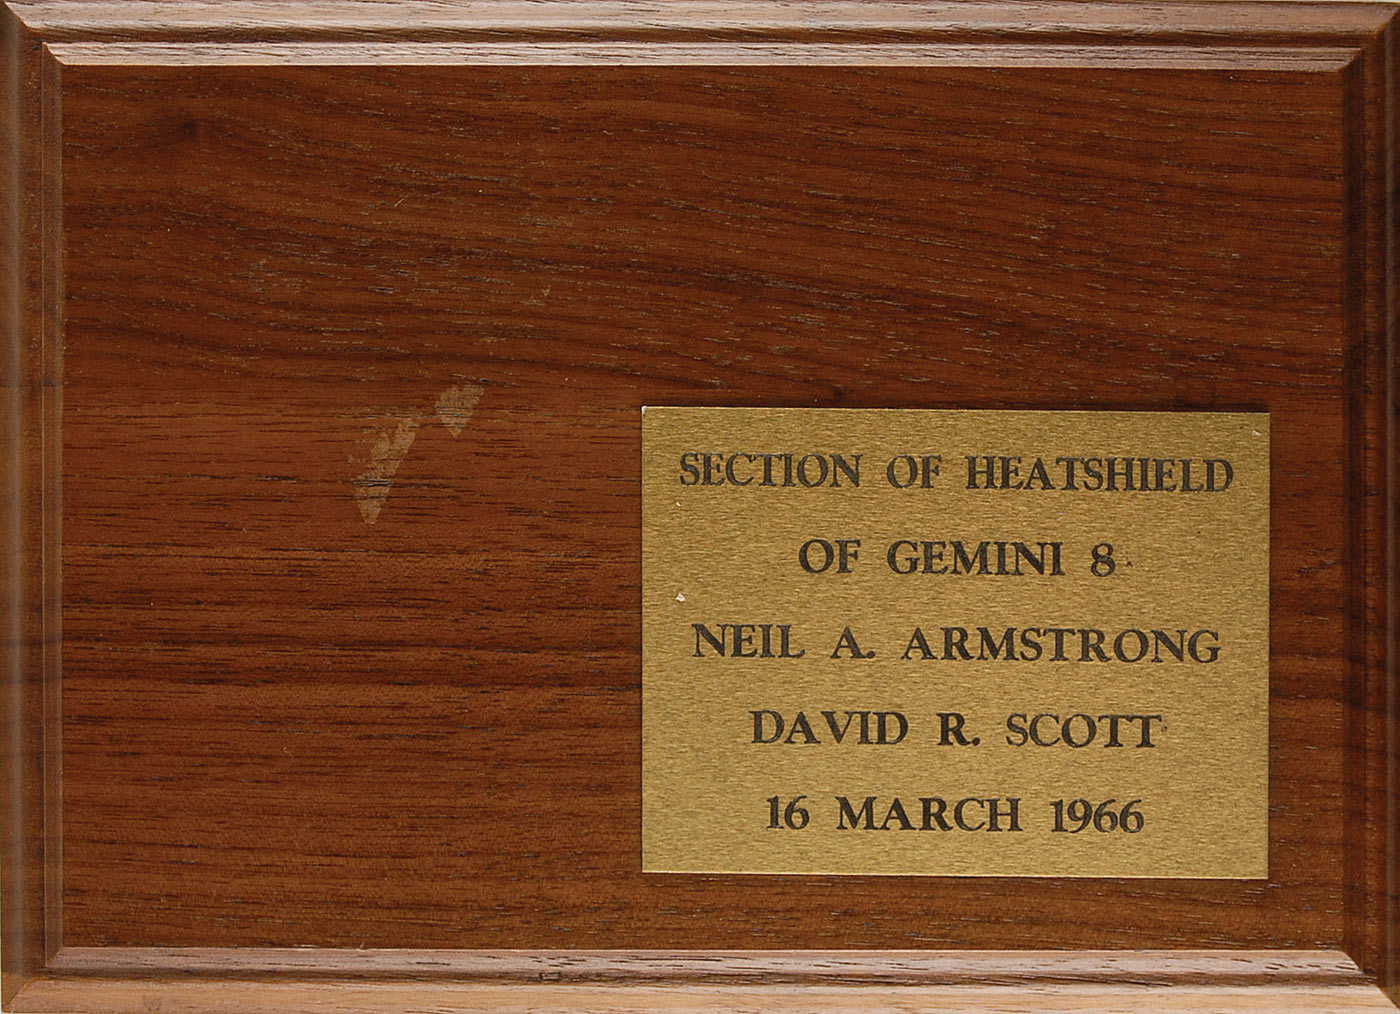 SECTION OF HEATSHIELD
OF GEMINI 8
NEIL A. ARMSTRONG
DAVID R. SCOTT
16 MARCH 1966